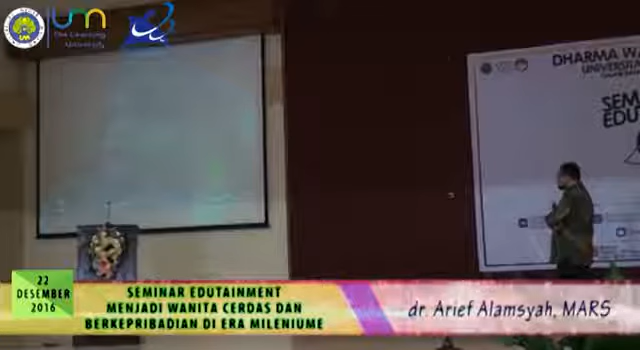 um
The Learning
University
DHARMA WA
UNIVERSITA
SEM
EDU
22
DESEMBER
2016
SEMINAR EDUTAINMENT
MENJADI WANITA CERDAS DAN
BERKEPRIBADIAN DI ERA MILENIUME
dr. Arief Alamsyah, MARS